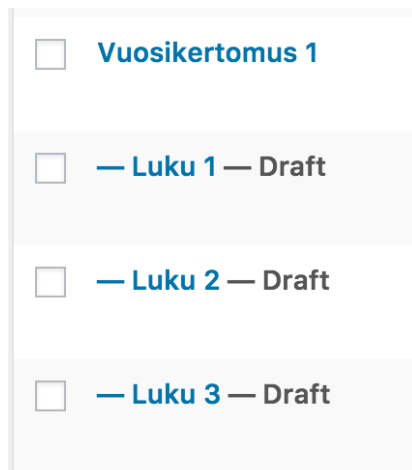 Vuosikertomus 1
— Luku 1 — Draft
— Luku 2 — Draft
— Luku 3 — Draft